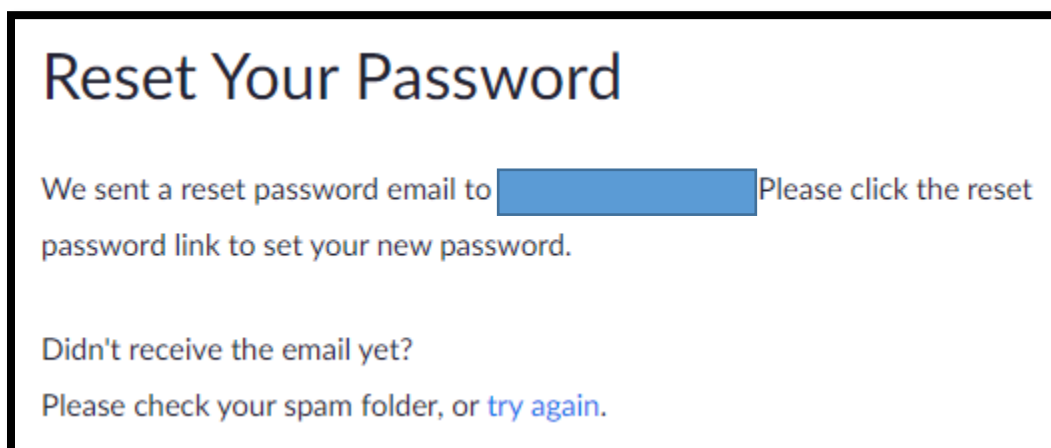 Reset Your Password
We sent a reset password email to Please click the reset
password link to set your new password.
Didn't receive the email yet?
Please check your spam folder, or try again.